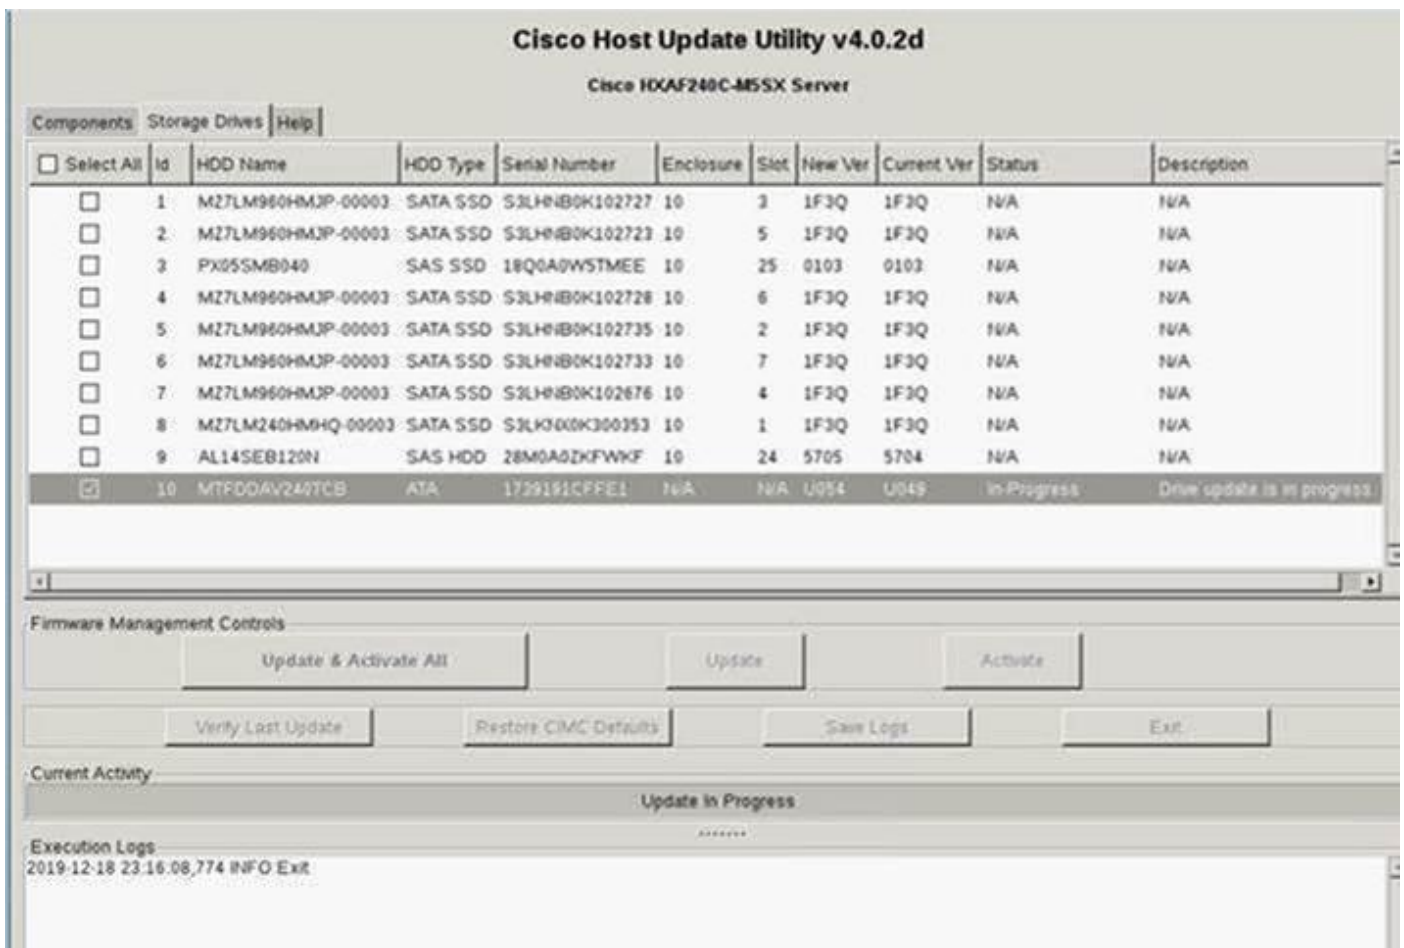 Cisco Host Update Utility v4.0.2d
Cisco HXAF240C-M5SX Server
Components Storage Drives Help
Select All Id HDD Name HDD Type Serial Number Enclosure Slot New Ver Current Ver Status Description
1 MZ7LM960HMJP-00003 SATA SSD S3LHNB0K102727 10 3 1F3Q 1F3Q N/A N/A
2 MZ7LM960HMJP-00003 SATA SSD S3LHNB0K102723 10 5 1F3Q 1F3Q N/A N/A
3 PX05SMB040 SAS SSD 18Q0A0W5TMEE 10 25 0103 0103 N/A N/A
4 MZ7LM960HMJP-00003 SATA SSD S3LHNB0K102728 10 6 1F3Q 1F3Q N/A N/A
5 MZ7LM960HMJP-00003 SATA SSD S3LHNB0K102735 10 2 1F3Q 1F3Q N/A N/A
6 MZ7LM960HMJP-00003 SATA SSD S3LHNB0K102733 10 7 1F3Q 1F3Q N/A N/A
7 MZ7LM960HMJP-00003 SATA SSD S3LHNB0K102676 10 4 1F3Q 1F3Q N/A N/A
8 MZ7LM240HMHQ-00003 SATA SSD S3LKNX0K300353 10 1 1F3Q 1F3Q N/A N/A
9 AL14SEB120N SAS HDD 28M0A0ZKFWKF 10 24 5705 5704 N/A N/A
10 MTFDDAV240TCB ATA 1739191CFFE1 N/A N/A U054 U049 In-Progress Drive update is in progress
Firmware Management Controls
Update & Activate All Update Activate
Verify Last Update Restore CIMC Defaults Save Logs Exit
Current Activity
Update In Progress
Execution Logs
2019-12-18 23:16:08,774 INFO Exit